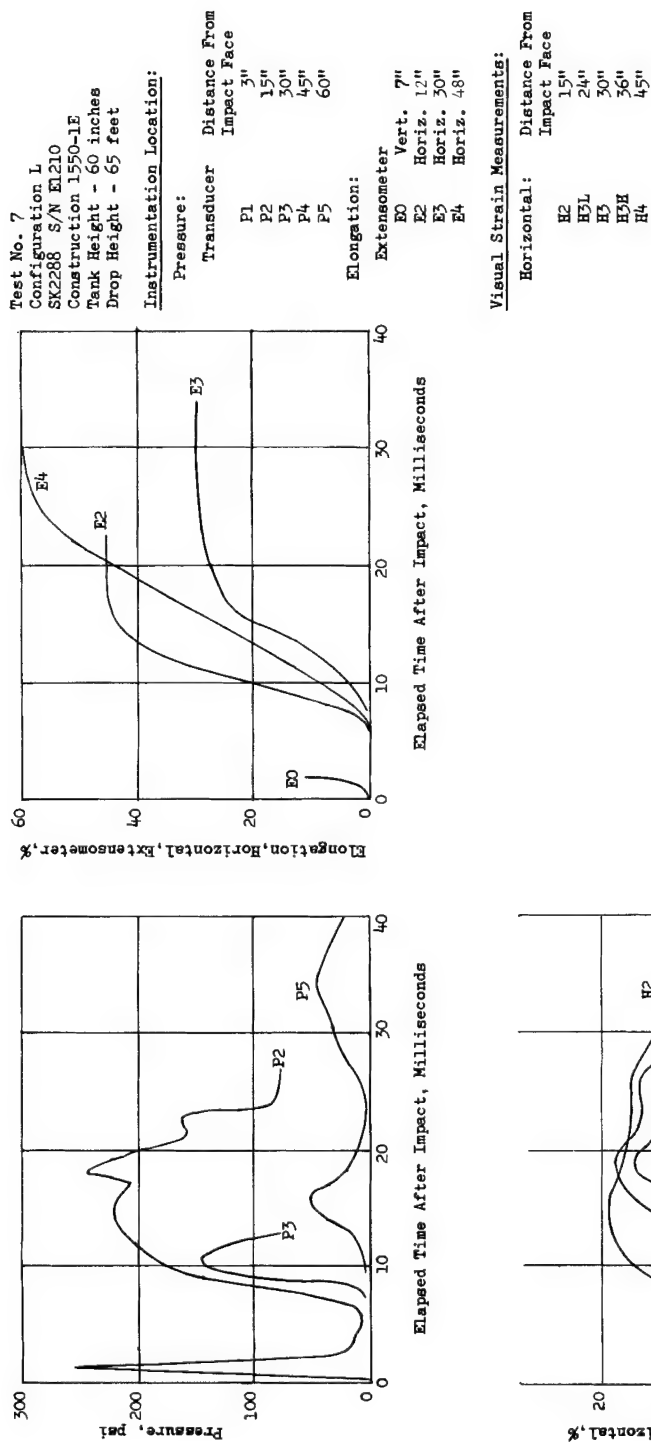 Test No. 7
Configuration L
SK2288 S/N E1210
Construction 1550-1E
Tank Height - 60 inches
Drop Height - 65 feet
Instrumentation Location:
Pressure:
Transducer Distance From
Impact Face
P1 3"
P2 15"
P3 30"
P4 45"
P5 60"
Elongation:
Extensometer
E0 Vert. 7"
E2 Horiz. 12"
E3 Horiz. 30"
E4 Horiz. 48"
Visual Strain Measurements:
Horizontal: Distance From
Impact Face
H2 15"
H3L 24"
H3 30"
H3H 36"
H4 45"
Elongation, Horizontal, Extensometer, %
60
40
20
0
E0
E2
E4
E3
0 10 20 30 40
Elapsed Time After Impact, Milliseconds
Pressure, psi
300
200
100
0
P3
P2
P5
0 10 20 30 40
Elapsed Time After Impact, Milliseconds
20
H2